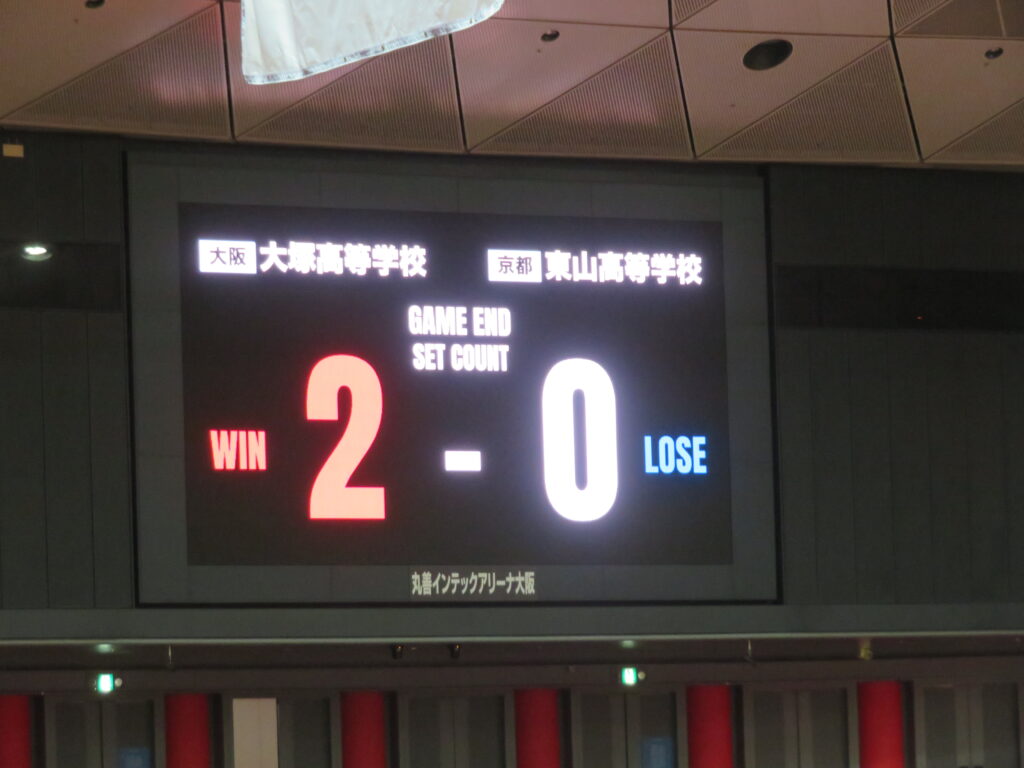 大阪 大塚高等学校 京都 東山高等学校
GAME END
SET COUNT
WIN 2 - 0 LOSE
丸善インテックアリーナ大阪